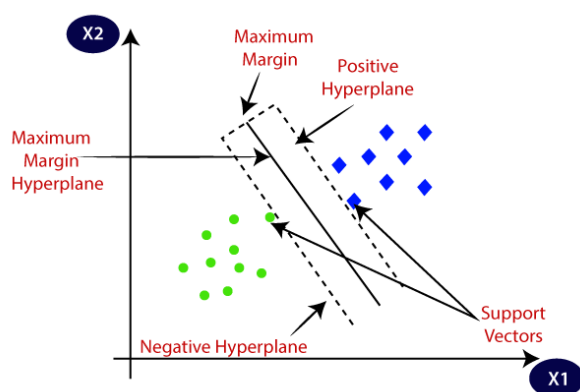 X2
Maximum
Margin
Positive
Hyperplane
Maximum
Margin
Hyperplane
Support
Vectors
Negative Hyperplane
X1